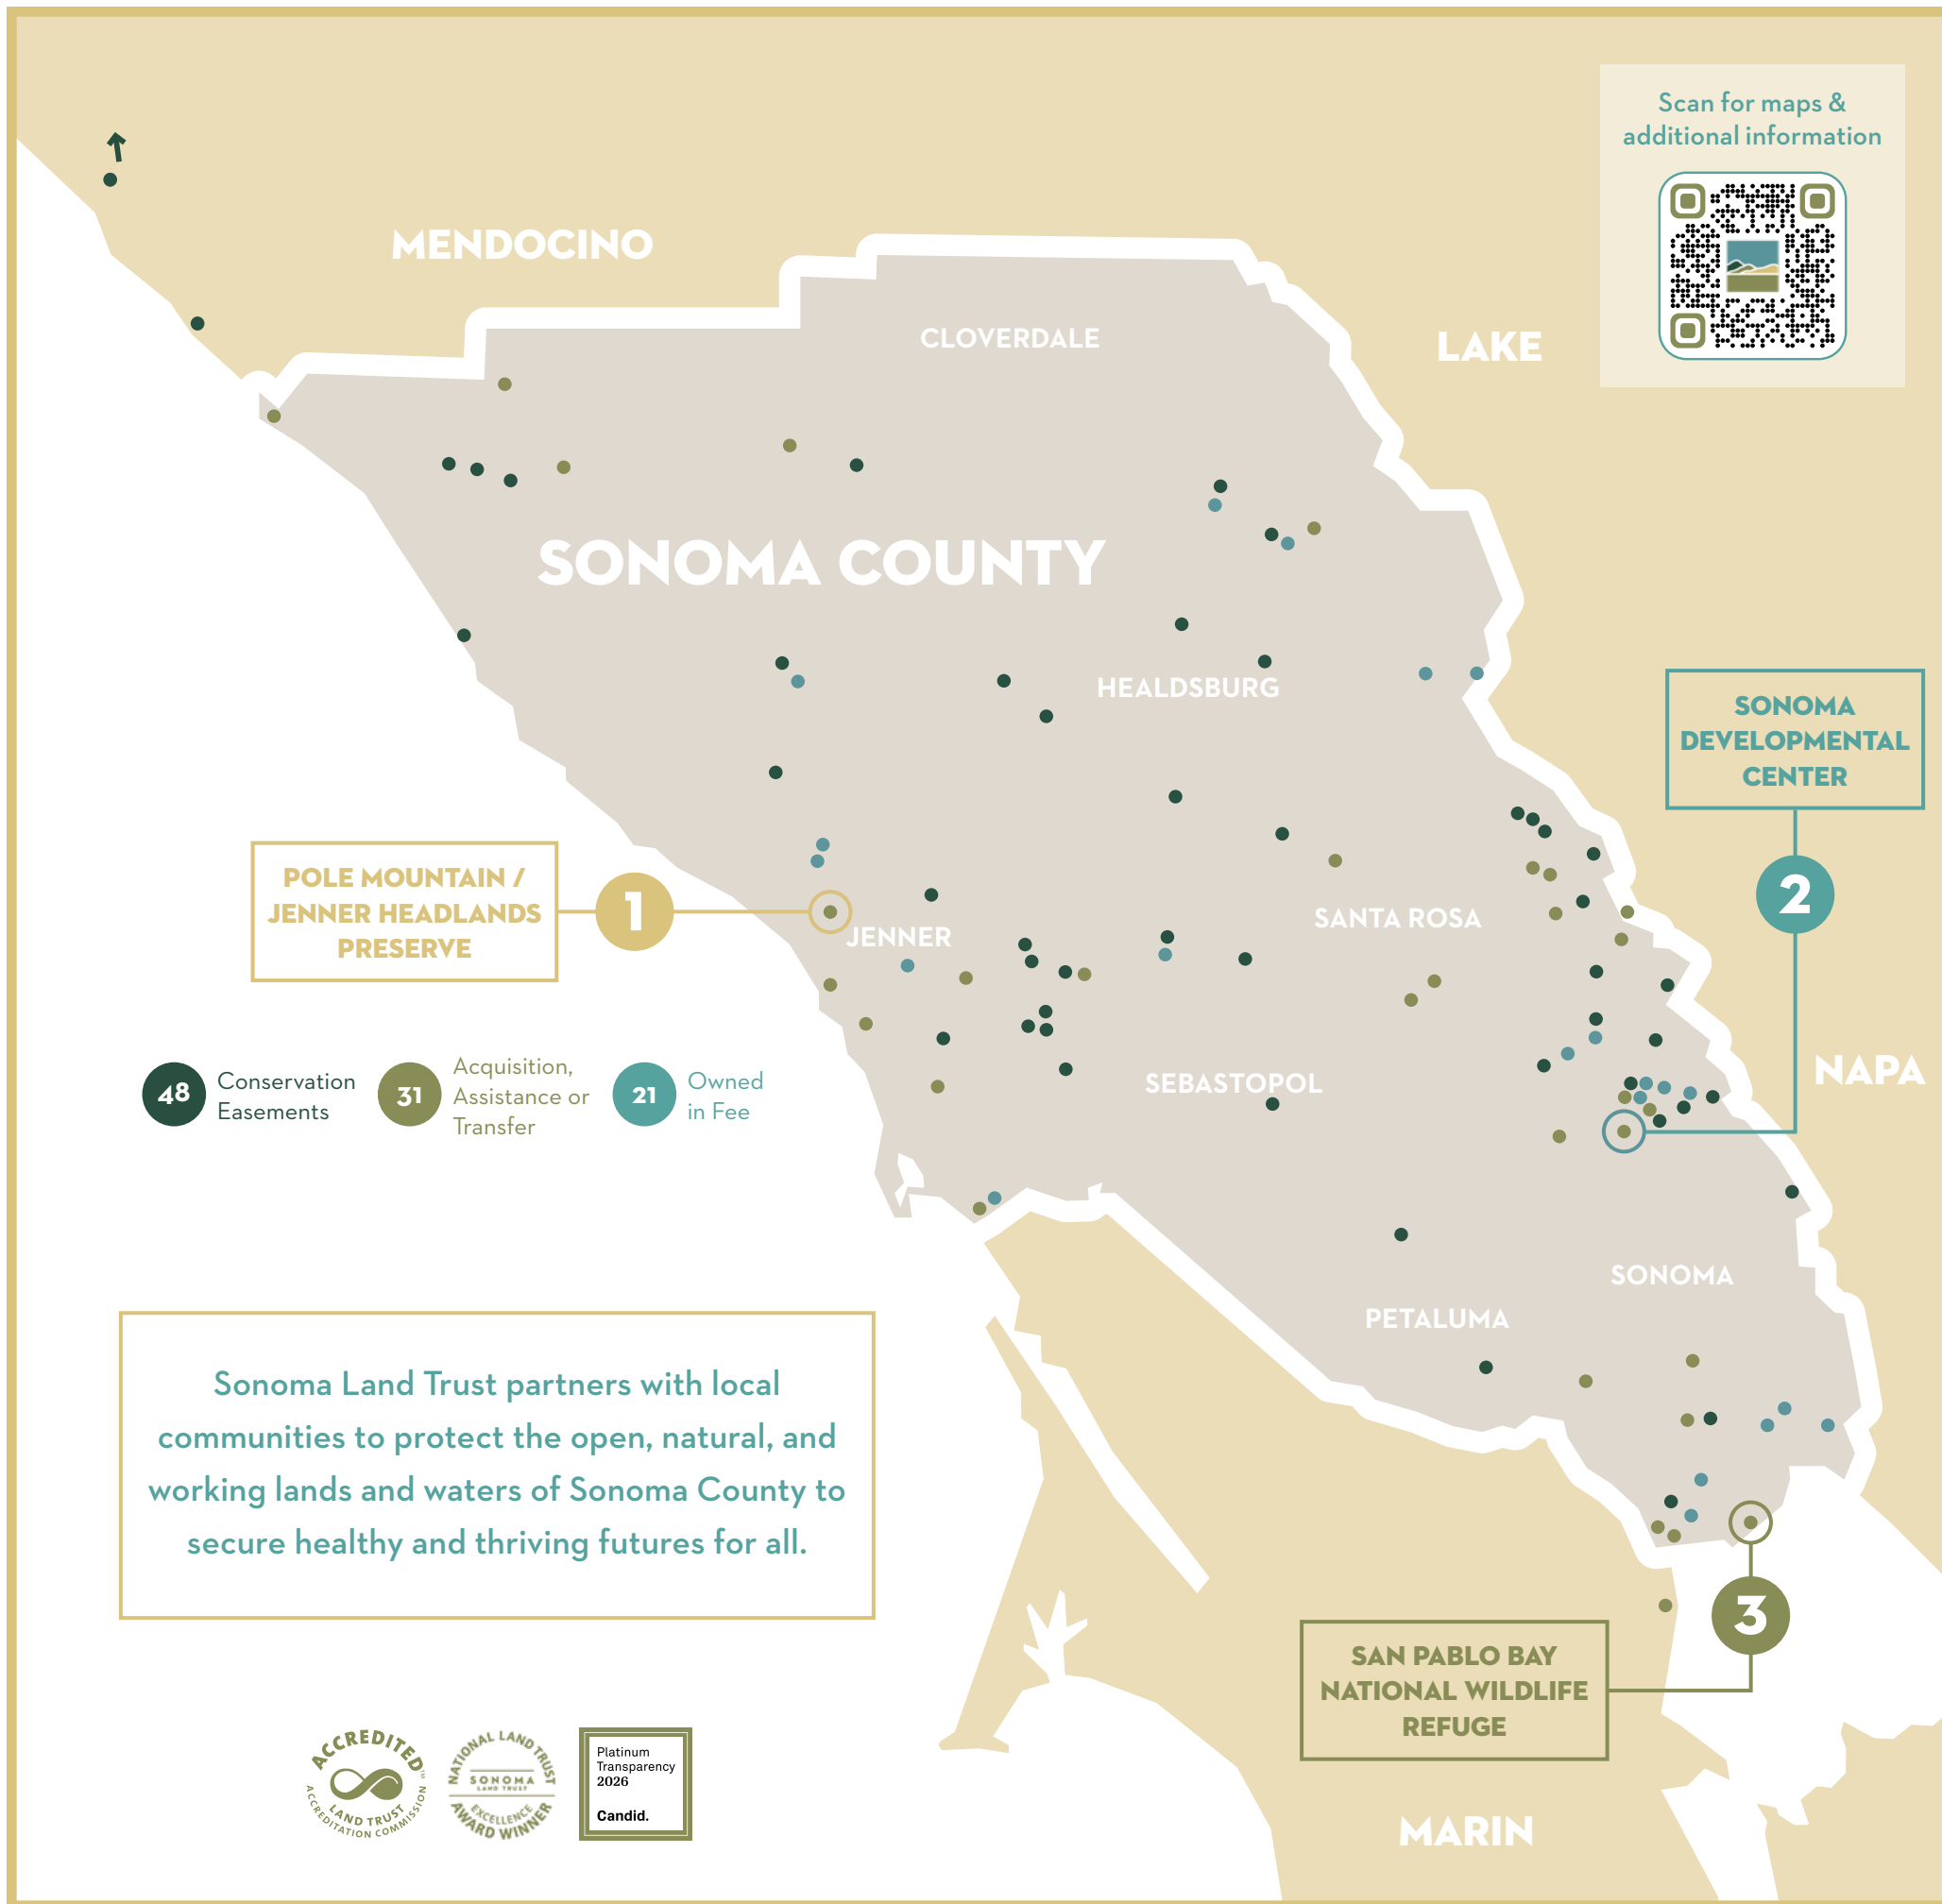 Scan for maps &
additional information
MENDOCINO
LAKE
CLOVERDALE
SONOMA COUNTY
HEALDSBURG
SONOMA
DEVELOPMENTAL
CENTER
2
POLE MOUNTAIN /
JENNER HEADLANDS
PRESERVE
1
JENNER
SANTA ROSA
NAPA
48
Conservation
Easements
31
Acquisition,
Assistance or
Transfer
21
Owned
in Fee
SEBASTOPOL
SONOMA
PETALUMA
Sonoma Land Trust partners with local
communities to protect the open, natural, and
working lands and waters of Sonoma County to
secure healthy and thriving futures for all.
3
SAN PABLO BAY
NATIONAL WILDLIFE
REFUGE
MARIN
ACCREDITED™
LAND TRUST
ACCREDITATION COMMISSION
NATIONAL LAND TRUST
SONOMA
LAND TRUST
EXCELLENCE
AWARD WINNER
Platinum
Transparency
2026
Candid.